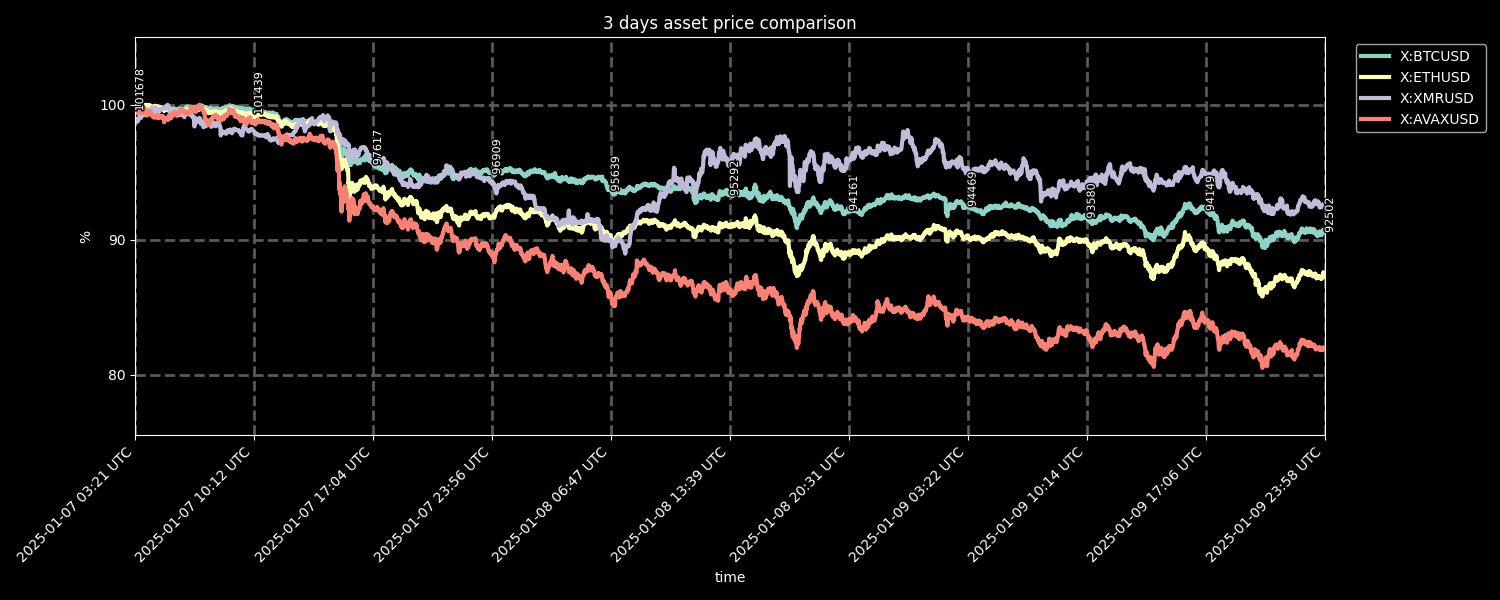 3 days asset price comparison
X:BTCUSD
X:ETHUSD
X:XMRUSD
X:AVAXUSD
%
100
90
80
101678
101439
97617
96909
95639
95292
94161
94469
93580
94149
92502
2025-01-07 03:21 UTC
2025-01-07 10:12 UTC
2025-01-07 17:04 UTC
2025-01-07 23:56 UTC
2025-01-08 06:47 UTC
2025-01-08 13:39 UTC
2025-01-08 20:31 UTC
2025-01-09 03:22 UTC
2025-01-09 10:14 UTC
2025-01-09 17:06 UTC
2025-01-09 23:58 UTC
time